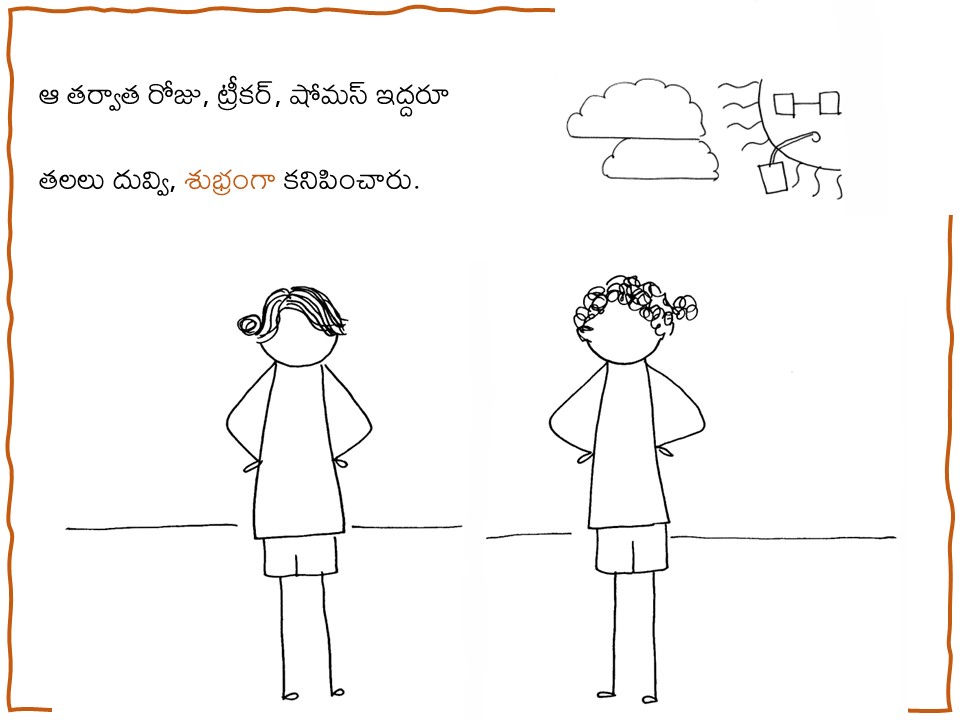 ఆ తర్వాత రోజు, ట్రీకర్, షోమస్ ఇద్దరూ
తలలు దువ్వి, శుభ్రంగా కనిపించారు.